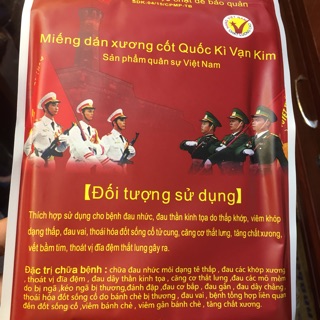 để bảo quản
Miếng dán xương cốt Quốc Kì Vạn Kim
Sản phẩm quân sự Việt Nam
【Đối tượng sử dụng】
Thích hợp sử dụng cho bệnh đau nhức, đau thần kinh tọa do thấp khớp, viêm khớp
dạng thấp, đau vai, thoái hóa đốt sống cổ tử cung, căng cơ thắt lưng, tăng chất xương,
vết bầm tím, thoát vị đĩa đệm thắt lung gây ra.
Đặc trị chữa bệnh : chữa đau nhức mỏi dạng tê thấp , đau các khớp xương
, thoát vị đĩa đệm , đau dây thần kinh tọa , căng cơ thắt lưng ,đau các mô mềm
do bị ngã ,kéo ngã bị thương ,đánh đập ,đau cơ bắp , đau gân , đau dây chằng,
thoái hóa đốt sống cổ do bánh chè bị thương , đau vai , bệnh tổng hợp liên quan
đến đốt sống cổ , viêm bánh chè , viêm gân bánh chè , tăng chất xương.